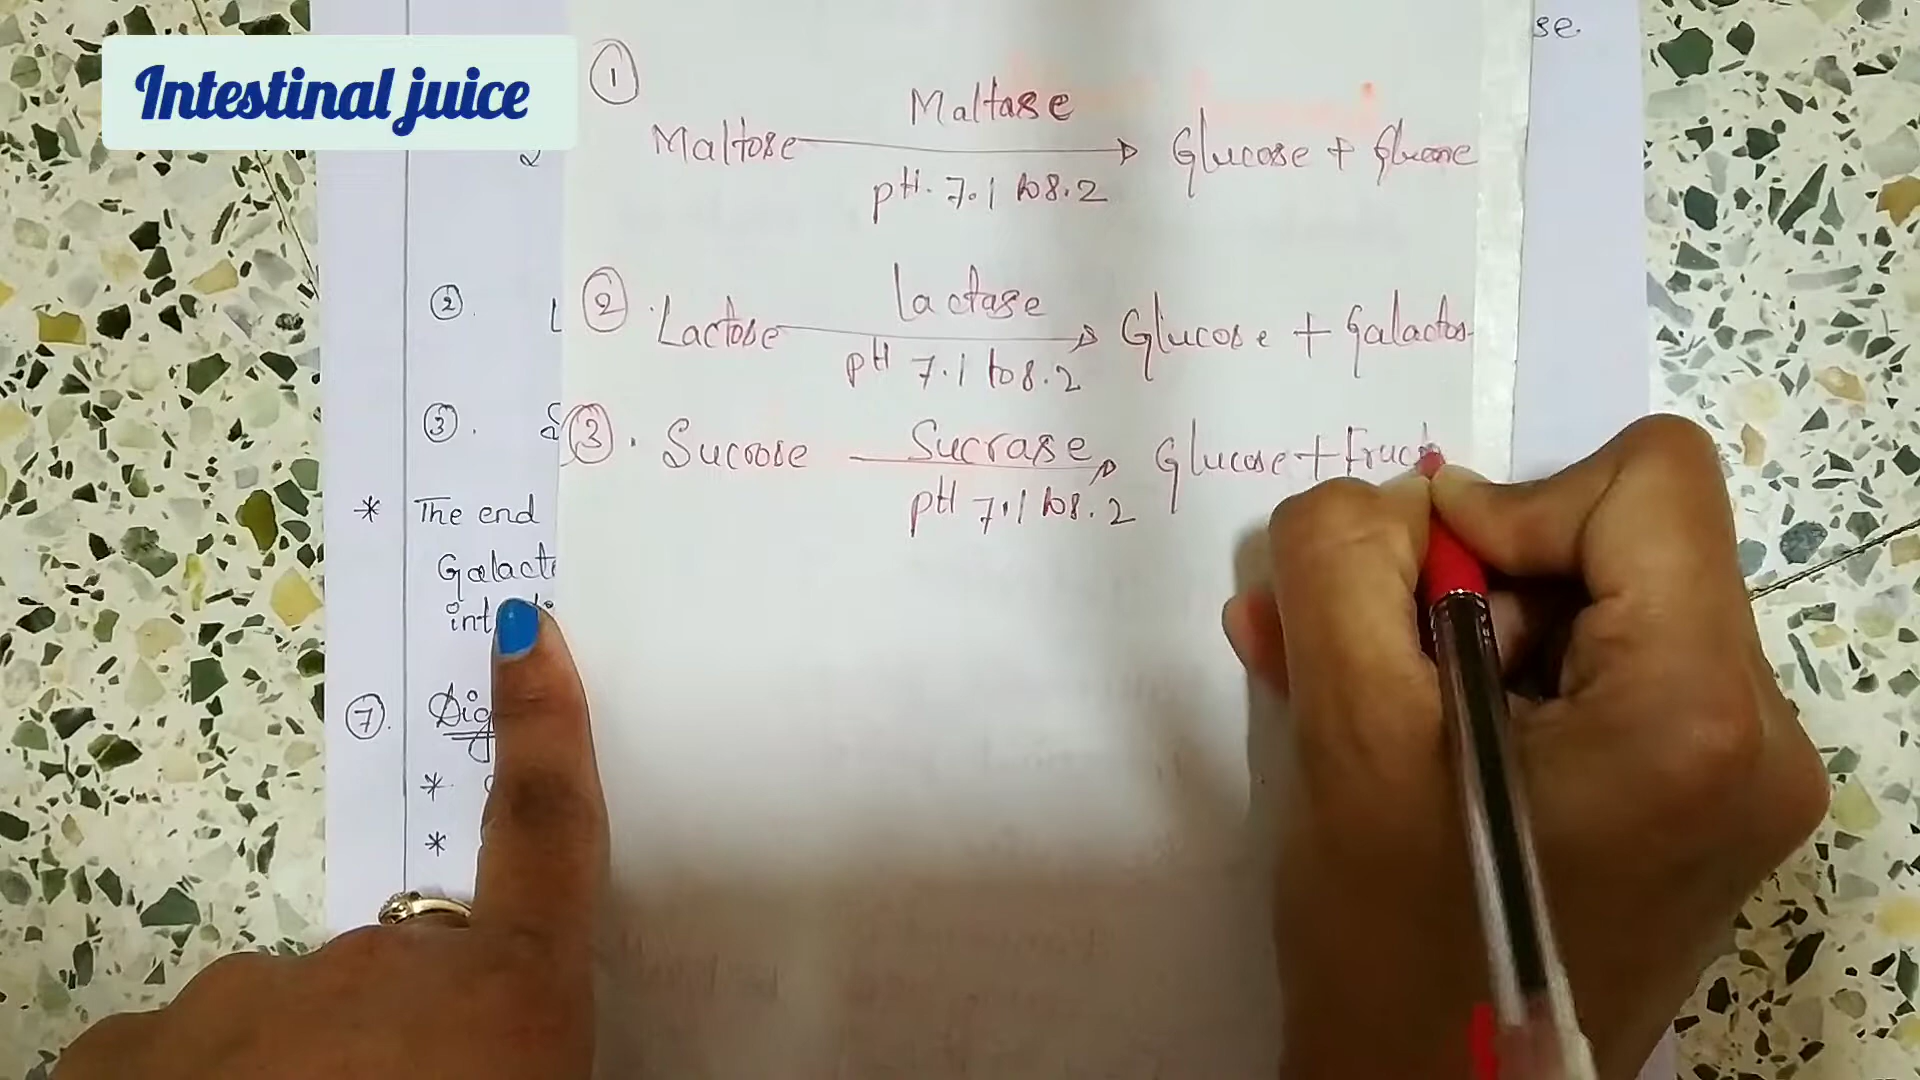 Intestinal juice
se.
①
Maltase
Maltose → Glucose + Glucose
pH. 7.1 to 8.2
② Lactose → Glucose + Galactos
lactase
pH 7.1 to 8.2
③ . Sucrose → Glucose + Fruct
Sucrase
pH 7.1 to 8.2
②.
③.
* The end
Galact
int
⑦. Dig
*
*